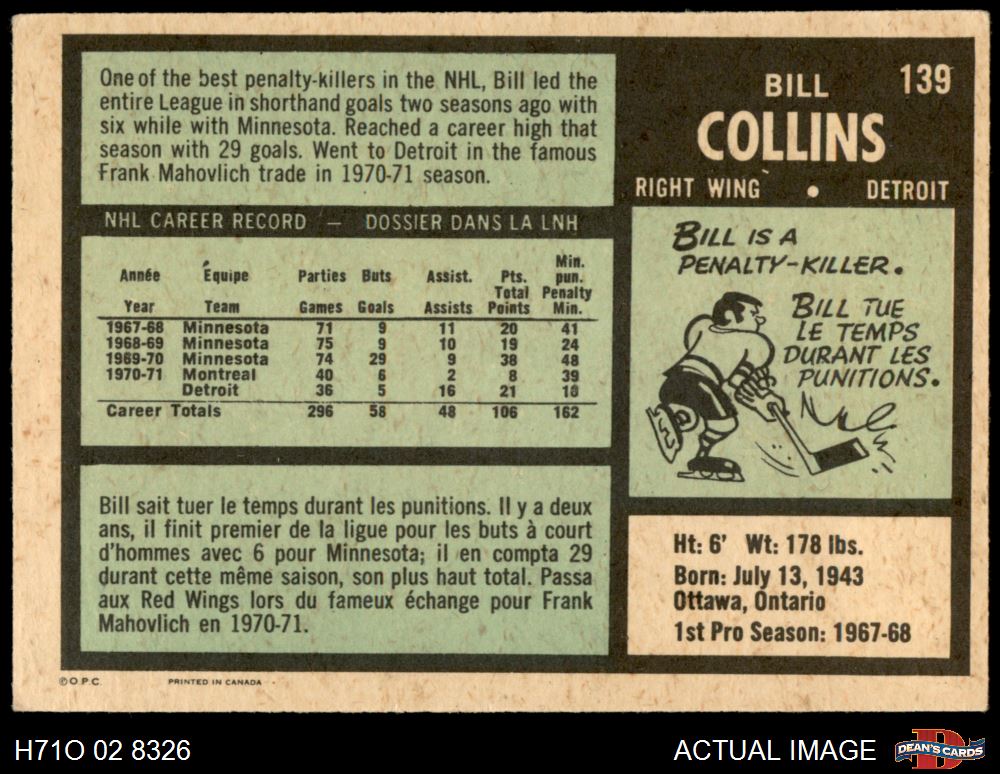 One of the best penalty-killers in the NHL, Bill led the
entire League in shorthand goals two seasons ago with
six while with Minnesota. Reached a career high that
season with 29 goals. Went to Detroit in the famous
Frank Mahovlich trade in 1970-71 season.
139
BILL
COLLINS
RIGHT WING • DETROIT
NHL CAREER RECORD — DOSSIER DANS LA LNH
Année Équipe Parties Buts Assist. Pts. Min. pun.
Year Team Games Goals Assists Total Points Penalty Min.
1967-68 Minnesota 71 9 11 20 41
1968-69 Minnesota 75 9 10 19 24
1969-70 Minnesota 74 29 9 38 48
1970-71 Montreal 40 6 2 8 39
Detroit 36 5 16 21 10
Career Totals 296 58 48 106 162
BILL IS A
PENALTY-KILLER.
BILL TUE
LE TEMPS
DURANT LES
PUNITIONS.
Bill sait tuer le temps durant les punitions. Il y a deux
ans, il finit premier de la ligue pour les buts à court
d'hommes avec 6 pour Minnesota; il en compta 29
durant cette même saison, son plus haut total. Passa
aux Red Wings lors du fameux échange pour Frank
Mahovlich en 1970-71.
Ht: 6' Wt: 178 lbs.
Born: July 13, 1943
Ottawa, Ontario
1st Pro Season: 1967-68
©O.P.C. PRINTED IN CANADA
H71O 02 8326
ACTUAL IMAGE
DEAN'S CARDS